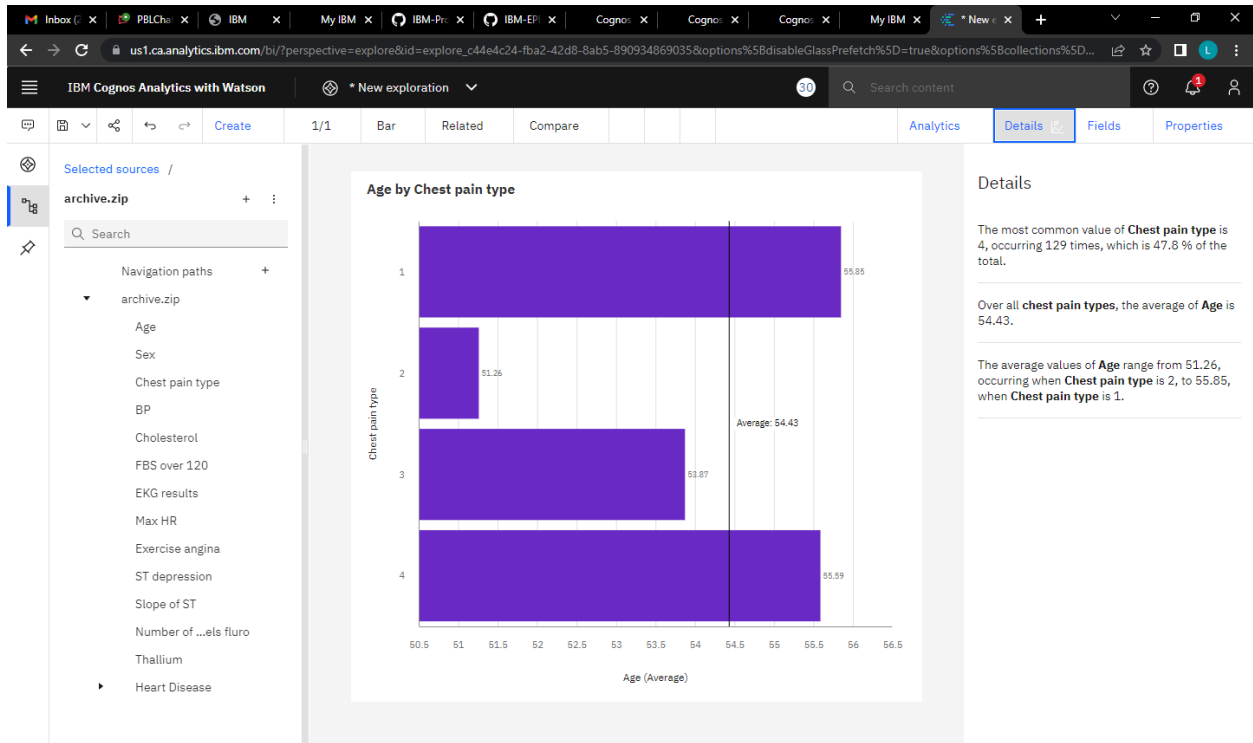 Inbox (2
PBLChat
IBM
My IBM
IBM-Pro
IBM-EPI
Cognos
Cognos
Cognos
My IBM
* New e
us1.ca.analytics.ibm.com/bi/?perspective=explore&id=explore_c44e4c24-fba2-42d8-8ab5-890934869035&options%5BdisableGlassPrefetch%5D=true&options%5Bcollections%5D...
L
IBM Cognos Analytics with Watson
* New exploration
30
Search content
1
Create
1/1
Bar
Related
Compare
Analytics
Details
Fields
Properties
Selected sources /
archive.zip
Search
Navigation paths
archive.zip
Age
Sex
Chest pain type
BP
Cholesterol
FBS over 120
EKG results
Max HR
Exercise angina
ST depression
Slope of ST
Number of ...els fluro
Thallium
Heart Disease
Age by Chest pain type
Chest pain type
1
55.85
2
51.26
Average: 54.43
3
53.87
4
55.59
50.5 51 51.5 52 52.5 53 53.5 54 54.5 55 55.5 56 56.5
Age (Average)
Details
The most common value of Chest pain type is
4, occurring 129 times, which is 47.8 % of the
total.
Over all chest pain types, the average of Age is
54.43.
The average values of Age range from 51.26,
occurring when Chest pain type is 2, to 55.85,
when Chest pain type is 1.